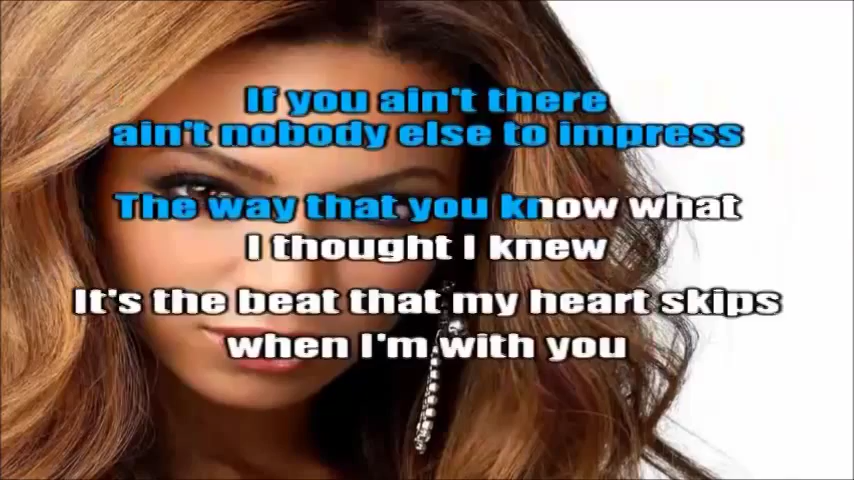 If you ain't there
ain't nobody else to impress
The way that you know what
I thought I knew
It's the beat that my heart skips
when I'm with you